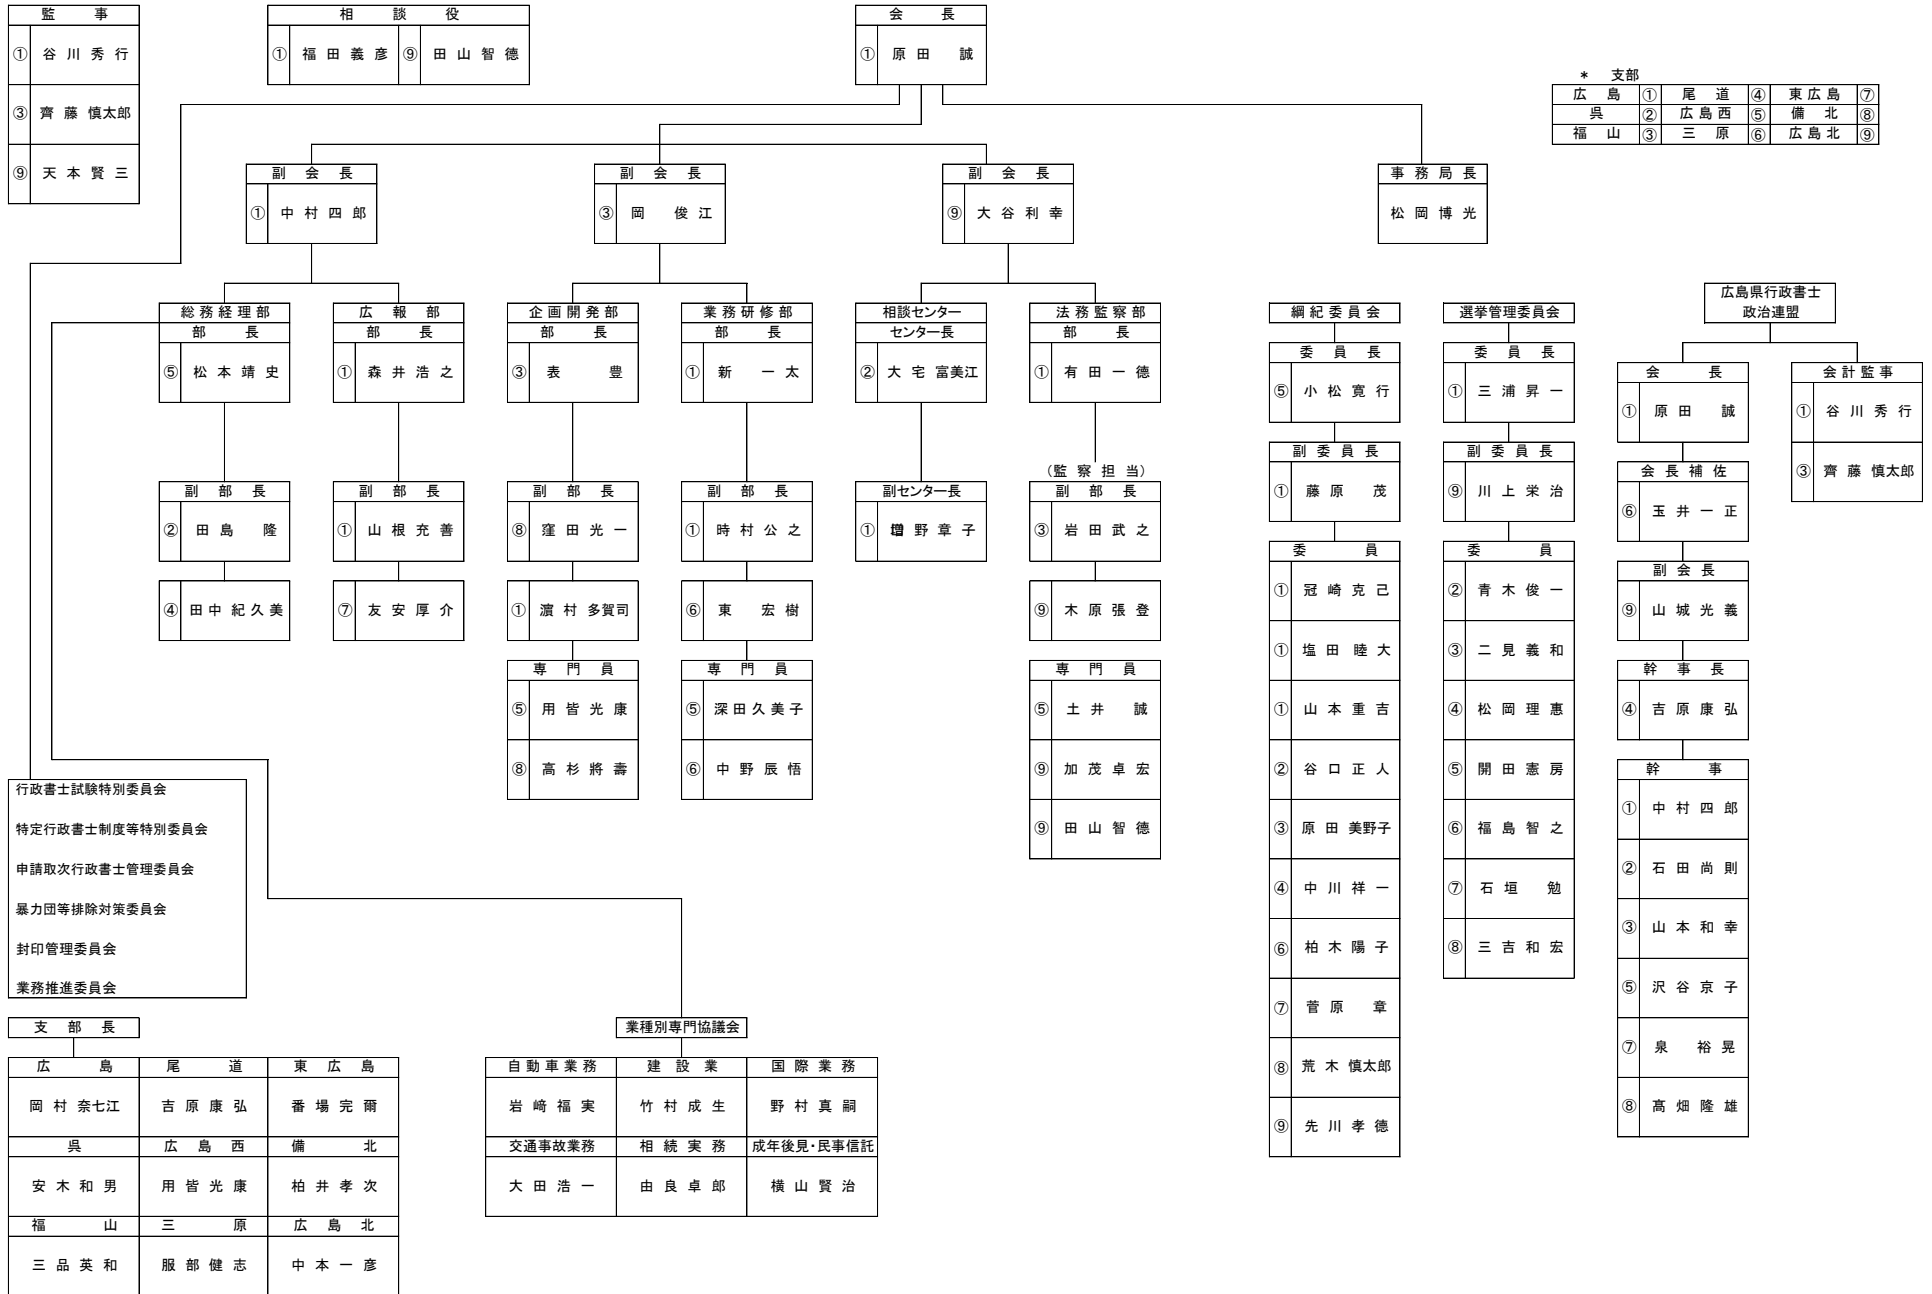 監 事
① 谷 川 秀 行
③ 齊 藤 慎太郎
⑨ 天 本 賢 三
相 談 役
① 福 田 義 彦 ⑨ 田 山 智 德
会 長
① 原 田 誠
* 支部
広 島 ① 尾 道 ④ 東 広 島 ⑦
呉 ② 広 島 西 ⑤ 備 北 ⑧
福 山 ③ 三 原 ⑥ 広 島 北 ⑨
副 会 長
① 中 村 四 郎
副 会 長
③ 岡 俊 江
副 会 長
⑨ 大 谷 利 幸
事 務 局 長
松 岡 博 光
総 務 経 理 部
部 長
⑤ 松 本 靖 史
副 部 長
② 田 島 隆
④ 田 中 紀 久 美
広 報 部
部 長
① 森 井 浩 之
副 部 長
① 山 根 充 善
⑦ 友 安 厚 介
企 画 開 発 部
部 長
③ 表 豊
副 部 長
⑧ 窪 田 光 一
① 濵 村 多賀司
専 門 員
⑤ 用 皆 光 康
⑧ 高 杉 將 壽
業 務 研 修 部
部 長
① 新 一 太
副 部 長
① 時 村 公 之
⑥ 東 宏 樹
専 門 員
⑤ 深 田 久 美 子
⑥ 中 野 辰 悟
相談センター
センター長
② 大 宅 富美江
副センター長
① 増 野 章 子
法 務 監 察 部
部 長
① 有 田 一 德
（監 察 担 当）
副 部 長
③ 岩 田 武 之
⑨ 木 原 張 登
専 門 員
⑤ 土 井 誠
⑨ 加 茂 卓 宏
⑨ 田 山 智 德
綱 紀 委 員 会
委 員 長
⑤ 小 松 寛 行
副 委 員 長
① 藤 原 茂
委 員
① 冠 崎 克 己
① 塩 田 睦 大
① 山 本 重 吉
② 谷 口 正 人
③ 原 田 美野子
④ 中 川 祥 一
⑥ 柏 木 陽 子
⑦ 菅 原 章
⑧ 荒 木 慎太郎
⑨ 先 川 孝 德
選挙管理委員会
委 員 長
① 三 浦 昇 一
副 委 員 長
⑨ 川 上 栄 治
委 員
② 青 木 俊 一
③ 二 見 義 和
④ 松 岡 理 惠
⑤ 開 田 憲 房
⑥ 福 島 智 之
⑦ 石 垣 勉
⑧ 三 吉 和 宏
広島県行政書士
政治連盟
会 長
① 原 田 誠
会 長 補 佐
⑥ 玉 井 一 正
副 会 長
⑨ 山 城 光 義
幹 事 長
④ 吉 原 康 弘
幹 事
① 中 村 四 郎
② 石 田 尚 則
③ 山 本 和 幸
⑤ 沢 谷 京 子
⑦ 泉 裕 晃
⑧ 髙 畑 隆 雄
会 計 監 事
① 谷 川 秀 行
③ 齊 藤 慎太郎
行政書士試験特別委員会
特定行政書士制度等特別委員会
申請取次行政書士管理委員会
暴力団等排除対策委員会
封印管理委員会
業務推進委員会
支 部 長
広 島 尾 道 東 広 島
岡 村 奈七江 吉 原 康 弘 番 場 完 爾
呉 広 島 西 備 北
安 木 和 男 用 皆 光 康 柏 井 孝 次
福 山 三 原 広 島 北
三 品 英 和 服 部 健 志 中 本 一 彦
業種別専門協議会
自 動 車 業 務 建 設 業 国 際 業 務
岩 﨑 福 実 竹 村 成 生 野 村 真 嗣
交通事故業務 相 続 実 務 成年後見・民事信託
大 田 浩 一 由 良 卓 郎 横 山 賢 治